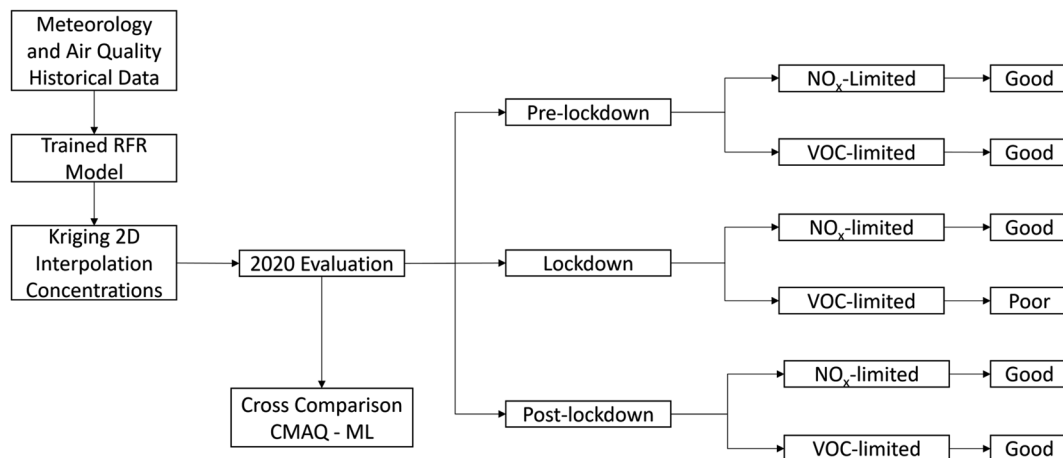 Meteorology
and Air Quality
Historical Data
Trained RFR
Model
Kriging 2D
Interpolation
Concentrations
2020 Evaluation
Cross Comparison
CMAQ - ML
Pre-lockdown
NOₓ-Limited
Good
VOC-limited
Good
Lockdown
NOₓ-limited
Good
VOC-limited
Poor
Post-lockdown
NOₓ-limited
Good
VOC-limited
Good